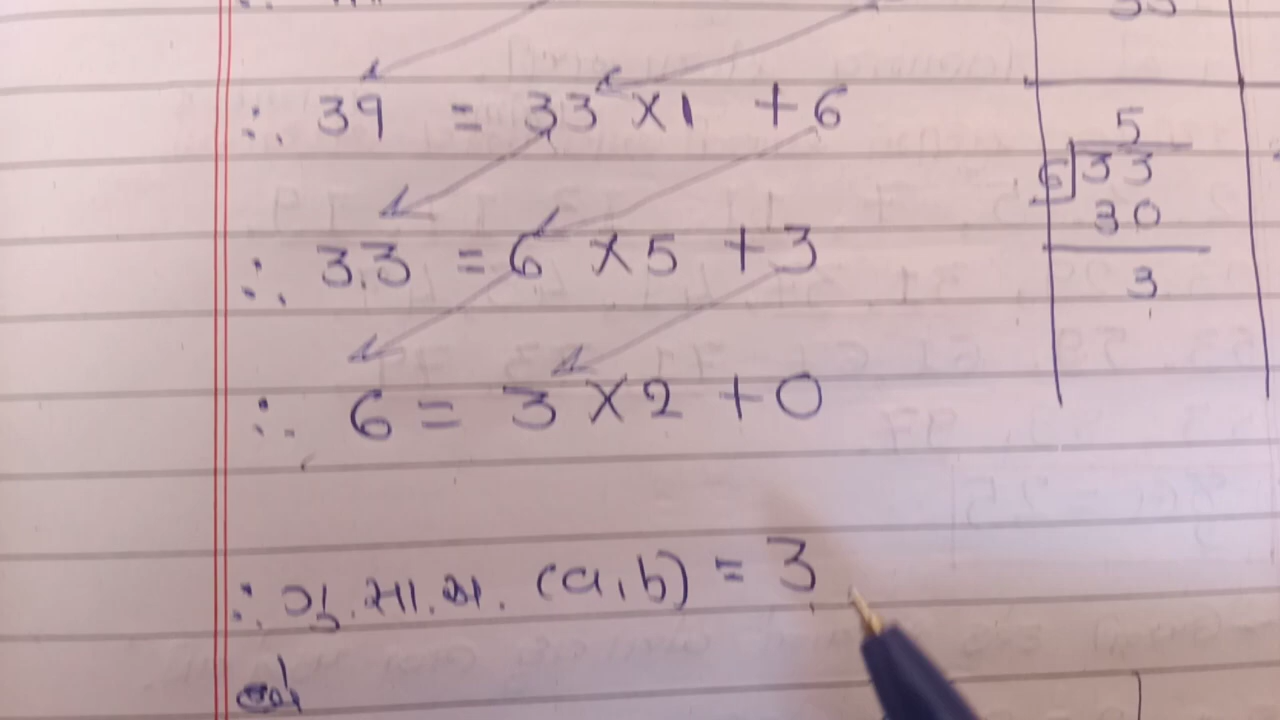 ∴ 39 = 33 × 1 + 6
∴ 33 = 6 × 5 + 3
∴ 6 = 3 × 2 + 0
∴ ગુ.સા.અ. (a, b) = 3
5
6 33
30
3